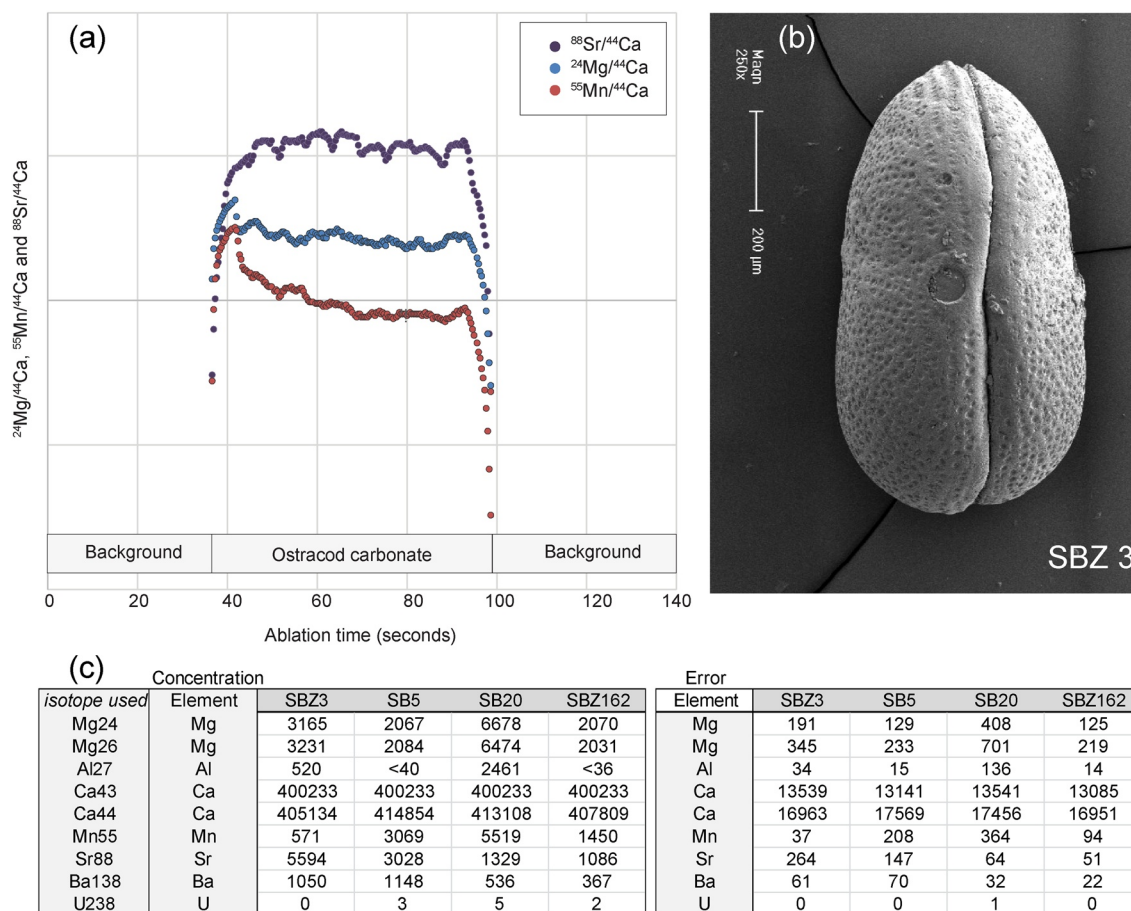 (a)
⁸⁸Sr/⁴⁴Ca
²⁴Mg/⁴⁴Ca
⁵⁵Mn/⁴⁴Ca
²⁴Mg/⁴⁴Ca, ⁵⁵Mn/⁴⁴Ca and ⁸⁸Sr/⁴⁴Ca
Background Ostracod carbonate Background
0 20 40 60 80 100 120 140
Ablation time (seconds)
(b)
Magn
250x
200 µm
SBZ 3
(c)
Concentration
isotope used Element SBZ3 SB5 SB20 SBZ162
Mg24 Mg 3165 2067 6678 2070
Mg26 Mg 3231 2084 6474 2031
Al27 Al 520 <40 2461 <36
Ca43 Ca 400233 400233 400233 400233
Ca44 Ca 405134 414854 413108 407809
Mn55 Mn 571 3069 5519 1450
Sr88 Sr 5594 3028 1329 1086
Ba138 Ba 1050 1148 536 367
U238 U 0 3 5 2
Error
Element SBZ3 SB5 SB20 SBZ162
Mg 191 129 408 125
Mg 345 233 701 219
Al 34 15 136 14
Ca 13539 13141 13541 13085
Ca 16963 17569 17456 16951
Mn 37 208 364 94
Sr 264 147 64 51
Ba 61 70 32 22
U 0 0 1 0